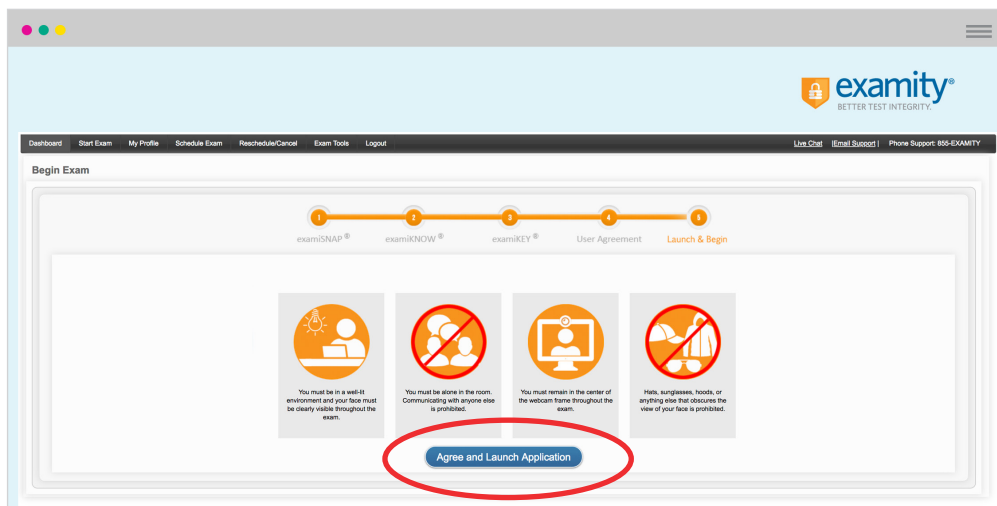 examity®
BETTER TEST INTEGRITY.
Dashboard Start Exam My Profile Schedule Exam Reschedule/Cancel Exam Tools Logout Live Chat |Email Support| Phone Support: 855-EXAMITY
Begin Exam
1 2 3 4 5
examiSNAP® examiKNOW® examiKEY® User Agreement Launch & Begin
You must be in a well-lit
environment and your face must
be clearly visible throughout the
exam.
You must be alone in the room.
Communicating with anyone else
is prohibited.
You must remain in the center of
the webcam frame throughout the
exam.
Hats, sunglasses, hoods, or
anything else that obscures the
view of your face is prohibited.
Agree and Launch Application